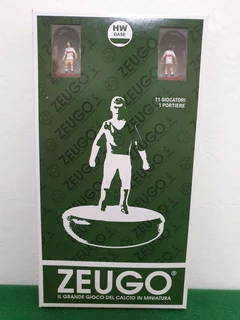 HW
BASE
11 GIOCATORI
1 PORTIERE
ZEUGO®
IL GRANDE GIOCO DEL CALCIO IN MINIATURA